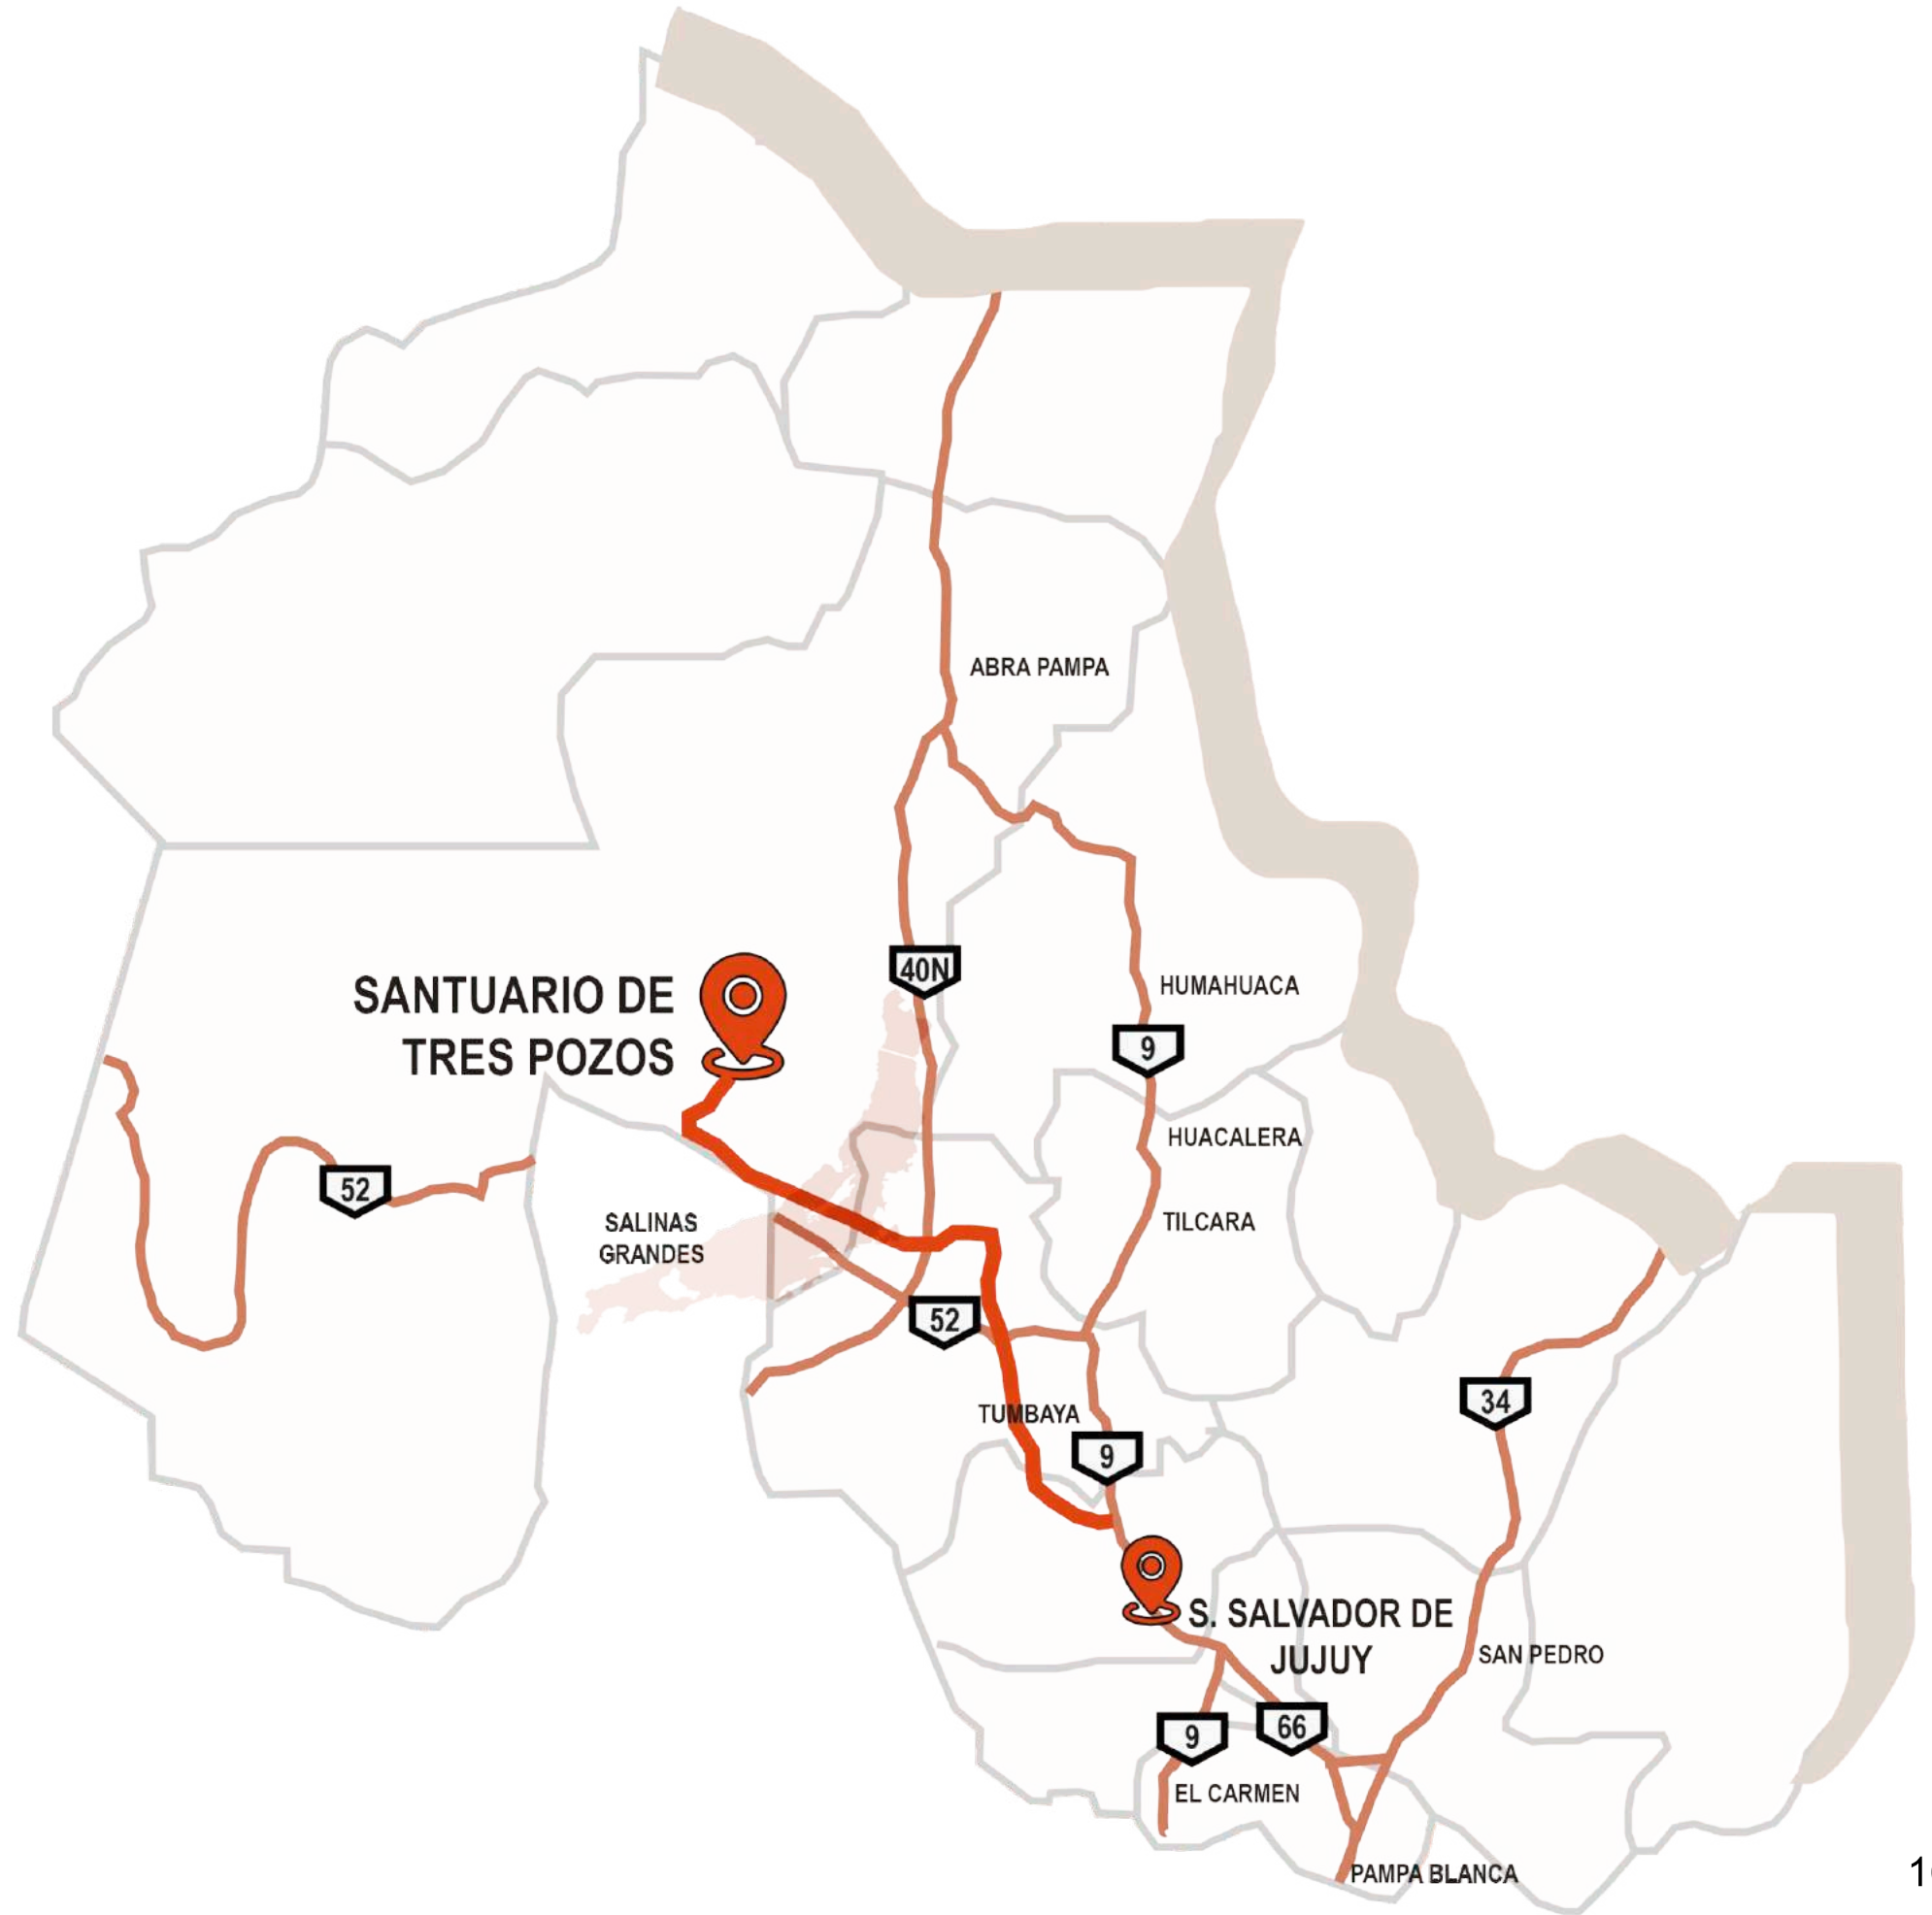 ABRA PAMPA
SANTUARIO DE
TRES POZOS
40N
HUMAHUACA
9
HUACALERA
52
SALINAS
GRANDES
TILCARA
52
34
TUMBAYA
9
S. SALVADOR DE
JUJUY
SAN PEDRO
9
66
EL CARMEN
PAMPA BLANCA